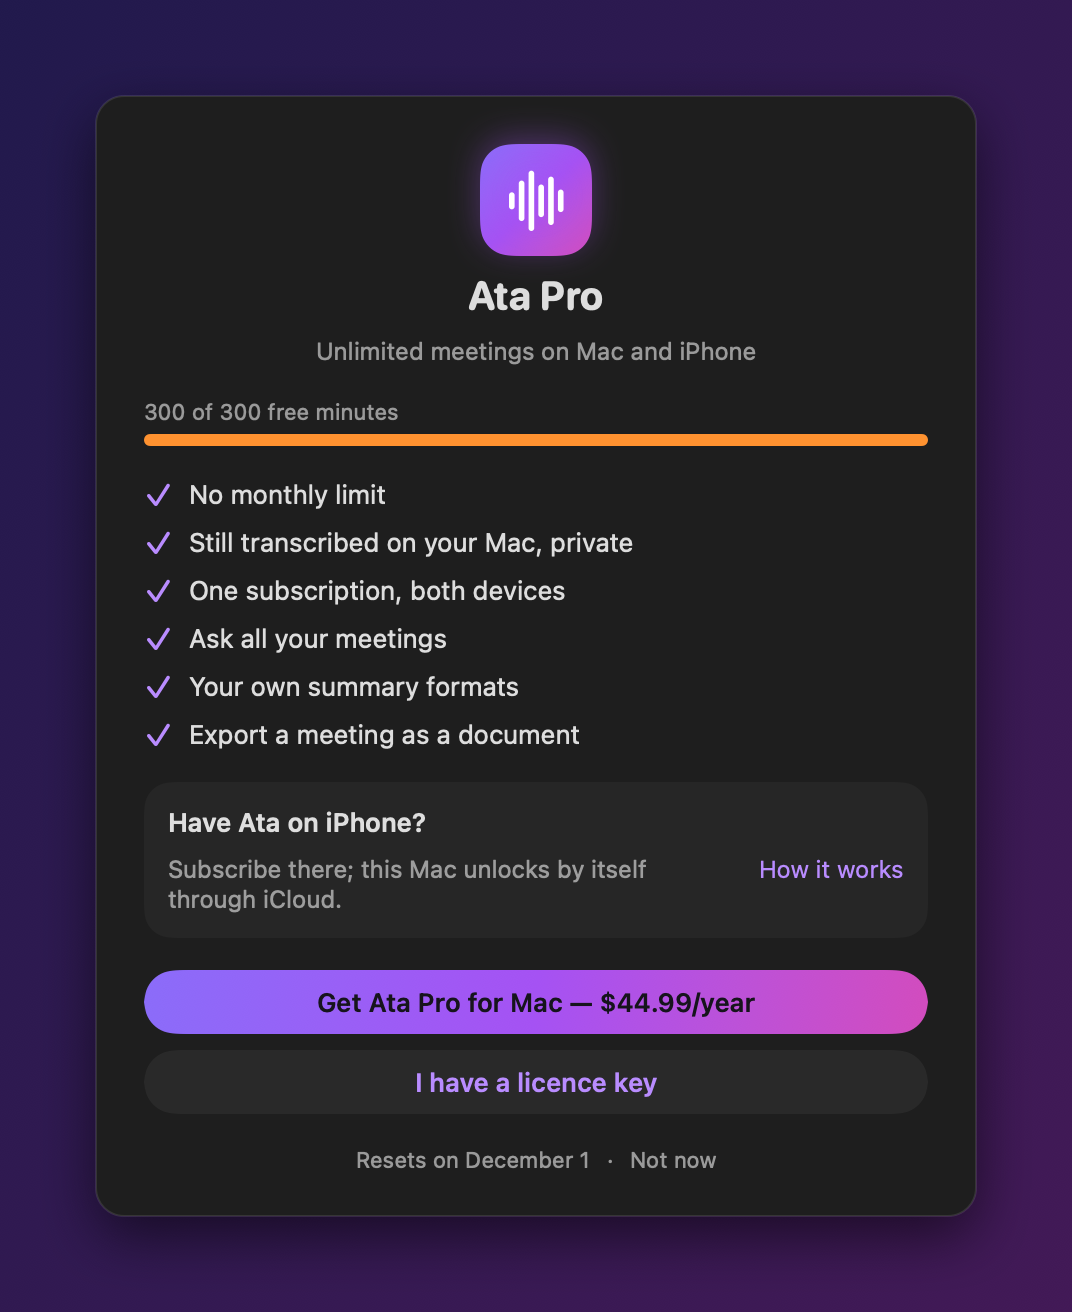 Ata Pro
Unlimited meetings on Mac and iPhone
300 of 300 free minutes
No monthly limit
Still transcribed on your Mac, private
One subscription, both devices
Ask all your meetings
Your own summary formats
Export a meeting as a document
Have Ata on iPhone?
Subscribe there; this Mac unlocks by itself
through iCloud.
How it works
Get Ata Pro for Mac — $44.99/year
I have a licence key
Resets on December 1 · Not now